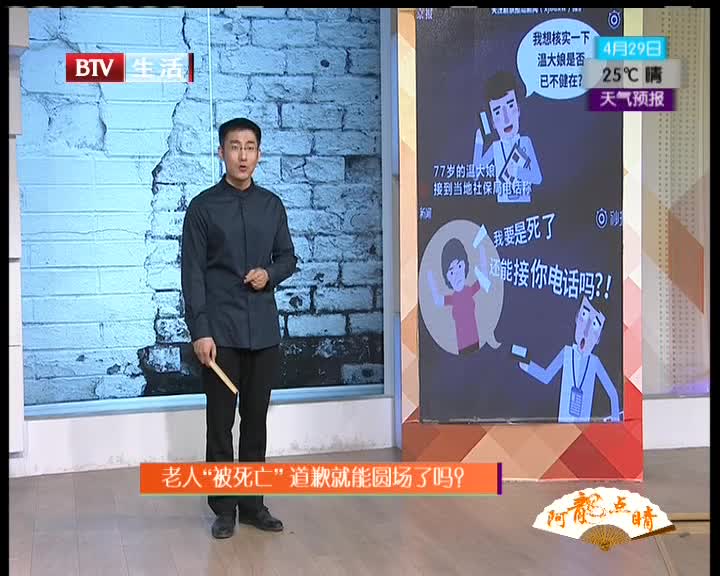 BTV 生活
我想核实一下
温大娘是否
已不健在?
4月29日
25℃ 晴
天气预报
77岁的温大娘
接到当地社保局电话称
新闻
我要是死了
还能接你电话吗?!
老人“被死亡” 道歉就能圆场了吗?
阿龙点睛